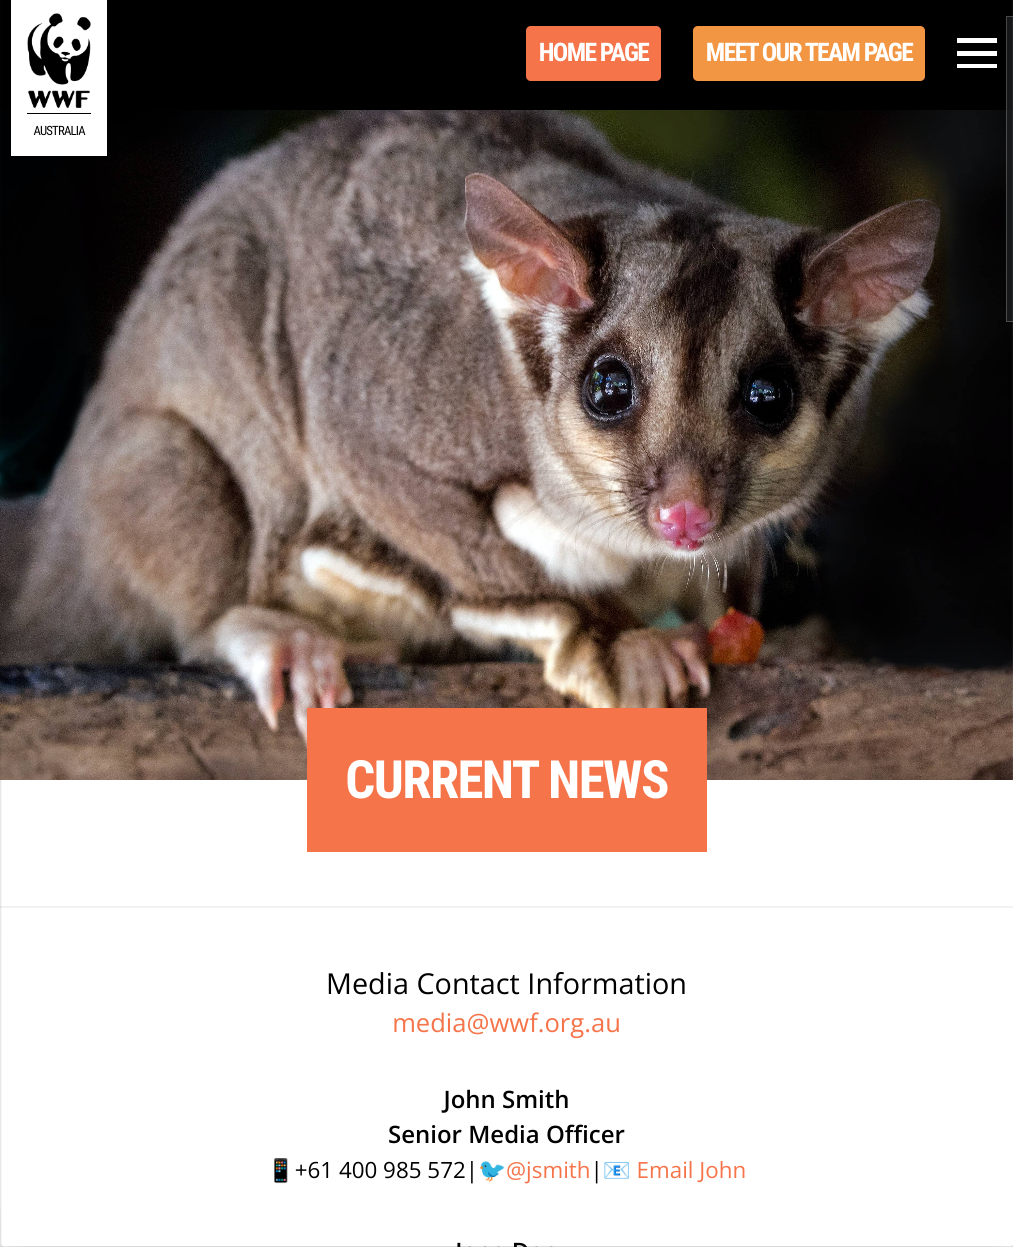 WWF
AUSTRALIA
HOME PAGE
MEET OUR TEAM PAGE
CURRENT NEWS
Media Contact Information
media@wwf.org.au
John Smith
Senior Media Officer
📱+61 400 985 572|🐦@jsmith|📧 Email John